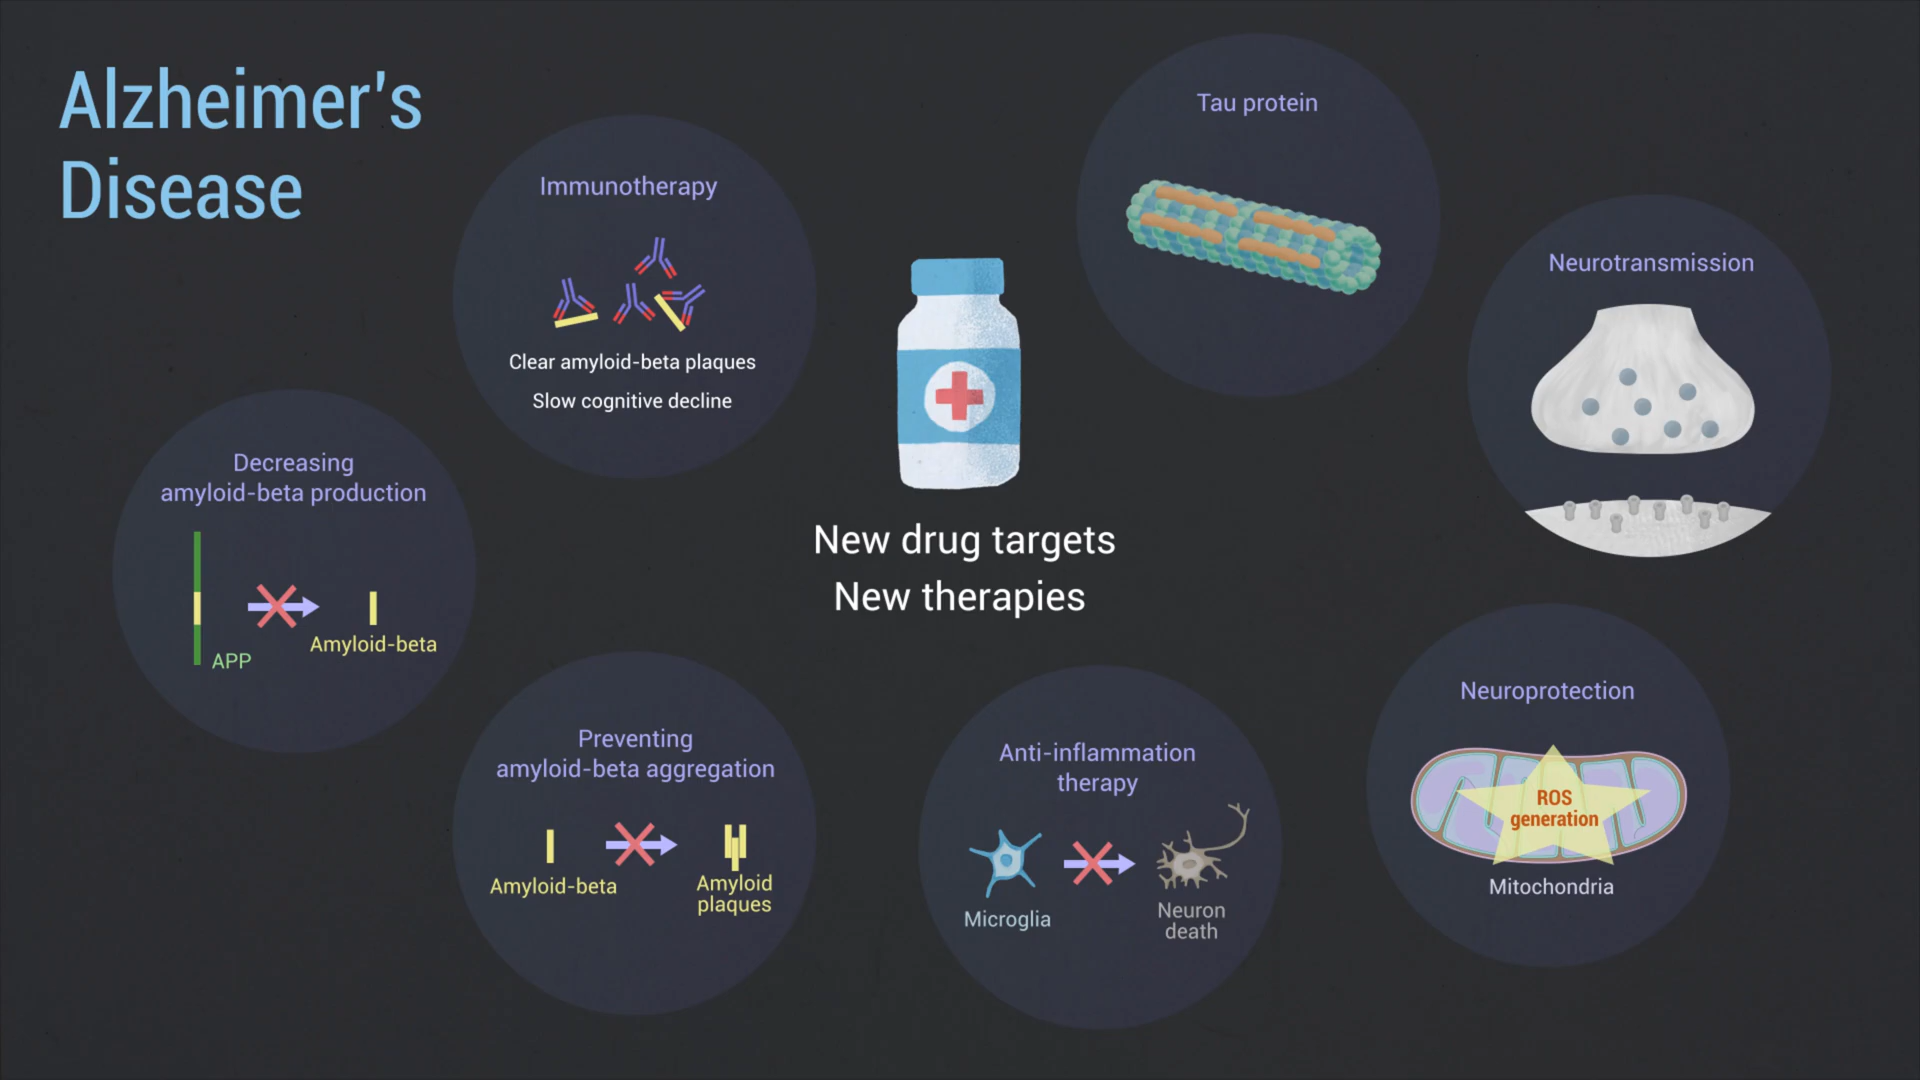 Alzheimer's
Disease
Immunotherapy
Clear amyloid-beta plaques
Slow cognitive decline
Tau protein
Neurotransmission
Decreasing
amyloid-beta production
APP
Amyloid-beta
New drug targets
New therapies
Preventing
amyloid-beta aggregation
Amyloid-beta
Amyloid
plaques
Anti-inflammation
therapy
Microglia
Neuron
death
Neuroprotection
ROS
generation
Mitochondria